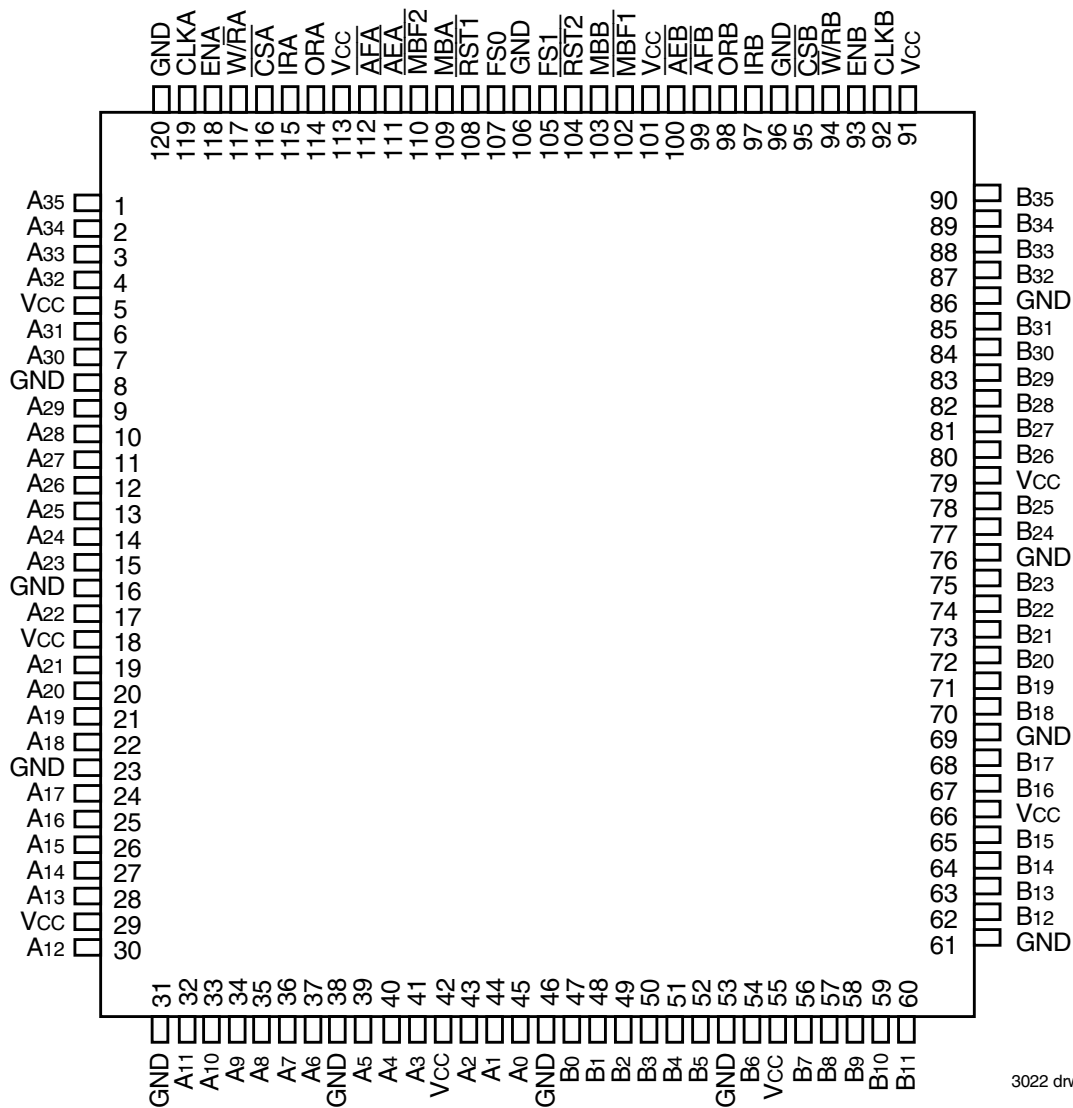 GND CLKA ENA W/R̅A̅ C̅S̅A̅ IRA ORA VCC A̅F̅A̅ A̅E̅A̅ M̅B̅F̅2̅ MBA R̅S̅T̅1̅ FS0 GND FS1 R̅S̅T̅2̅ MBB M̅B̅F̅1̅ VCC A̅E̅B̅ A̅F̅B̅ ORB IRB GND C̅S̅B̅ W̅/RB ENB CLKB VCC
120 119 118 117 116 115 114 113 112 111 110 109 108 107 106 105 104 103 102 101 100 99 98 97 96 95 94 93 92 91
A35 1 90 B35
A34 2 89 B34
A33 3 88 B33
A32 4 87 B32
VCC 5 86 GND
A31 6 85 B31
A30 7 84 B30
GND 8 83 B29
A29 9 82 B28
A28 10 81 B27
A27 11 80 B26
A26 12 79 VCC
A25 13 78 B25
A24 14 77 B24
A23 15 76 GND
GND 16 75 B23
A22 17 74 B22
VCC 18 73 B21
A21 19 72 B20
A20 20 71 B19
A19 21 70 B18
A18 22 69 GND
GND 23 68 B17
A17 24 67 B16
A16 25 66 VCC
A15 26 65 B15
A14 27 64 B14
A13 28 63 B13
VCC 29 62 B12
A12 30 61 GND
31 32 33 34 35 36 37 38 39 40 41 42 43 44 45 46 47 48 49 50 51 52 53 54 55 56 57 58 59 60
GND A11 A10 A9 A8 A7 A6 GND A5 A4 A3 VCC A2 A1 A0 GND B0 B1 B2 B3 B4 B5 GND B6 VCC B7 B8 B9 B10 B11
3022 drv